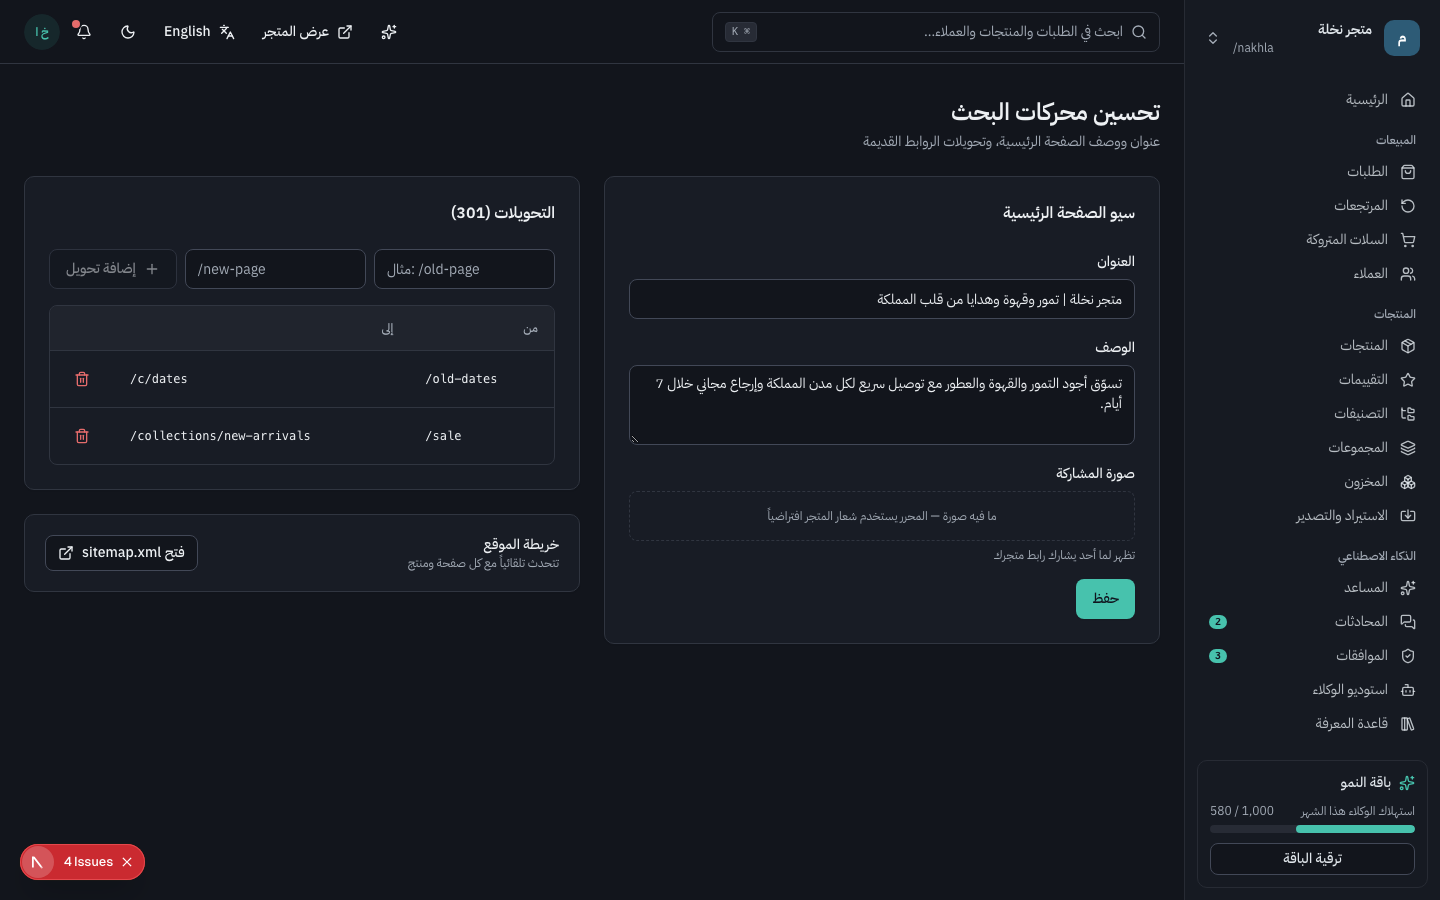 متجر نخلة
/nakhla
الرئيسية
المبيعات
الطلبات
المرتجعات
السلات المتروكة
العملاء
المنتجات
المنتجات
التقييمات
التصنيفات
المجموعات
المخزون
الاستيراد والتصدير
الذكاء الاصطناعي
المساعد
المحادثات 2
الموافقات 3
استوديو الوكلاء
قاعدة المعرفة
باقة النمو
استهلاك الوكلاء هذا الشهر 580 / 1,000
ترقية الباقة
م
ابحث في الطلبات والمنتجات والعملاء...
⌘ K
عرض المتجر
English
خ ا
تحسين محركات البحث
عنوان ووصف الصفحة الرئيسية، وتحويلات الروابط القديمة
سيو الصفحة الرئيسية
العنوان
متجر نخلة | تمور وقهوة وهدايا من قلب المملكة
الوصف
تسوّق أجود التمور والقهوة والعطور مع توصيل سريع لكل مدن المملكة وإرجاع مجاني خلال 7
أيام.
صورة المشاركة
ما فيه صورة — المحرر يستخدم شعار المتجر افتراضياً
تظهر لما أحد يشارك رابط متجرك
حفظ
التحويلات (301)
مثال: /old-page
/new-page
إضافة تحويل
من إلى
/old-dates /c/dates
/sale /collections/new-arrivals
خريطة الموقع
تتحدث تلقائياً مع كل صفحة ومنتج
فتح sitemap.xml
4 Issues